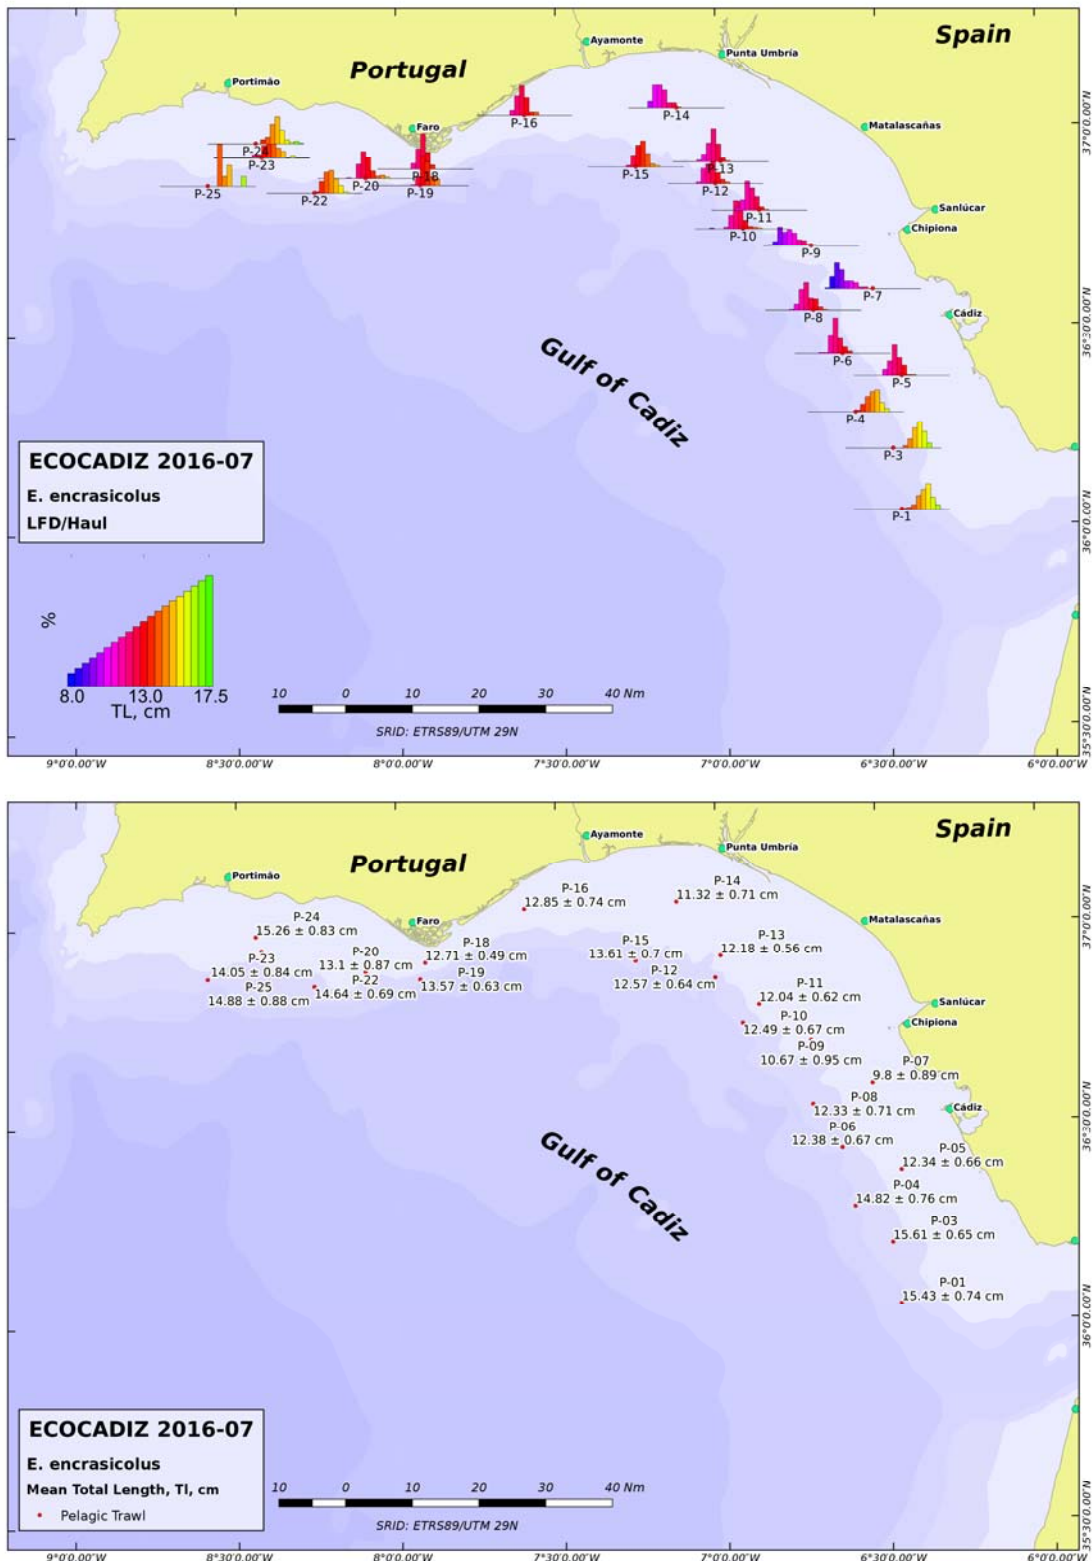 Spain
Ayamonte
Punta Umbría
Portugal
Portimão
Faro
Matalascañas
37°0'0.00"N
P-16
P-14
P-24
P-23
P-25
P-22
P-20
P-18
P-19
P-15
P-13
P-12
P-11
P-10
P-9
Sanlúcar
Chipiona
P-7
P-8
Cádiz
36°30'0.00"N
P-6
P-5
P-4
P-3
P-1
Gulf of Cadiz
36°0'0.00"N
ECOCADIZ 2016-07
E. encrasicolus
LFD/Haul
%
8.0 13.0 17.5
TL, cm
10 0 10 20 30 40 Nm
SRID: ETRS89/UTM 29N
35°30'0.00"N
9°0'0.00"W 8°30'0.00"W 8°0'0.00"W 7°30'0.00"W 7°0'0.00"W 6°30'0.00"W 6°0'0.00"W
Spain
Ayamonte
Punta Umbría
Portugal
Portimão
Faro
Matalascañas
37°0'0.00"N
P-14
11.32 ± 0.71 cm
P-16
12.85 ± 0.74 cm
P-24
15.26 ± 0.83 cm
P-23
14.05 ± 0.84 cm
P-25
14.88 ± 0.88 cm
P-20
13.1 ± 0.87 cm
P-22
14.64 ± 0.69 cm
P-18
12.71 ± 0.49 cm
P-19
13.57 ± 0.63 cm
P-15
13.61 ± 0.7 cm
P-13
12.18 ± 0.56 cm
P-12
12.57 ± 0.64 cm
P-11
12.04 ± 0.62 cm
P-10
12.49 ± 0.67 cm
P-09
10.67 ± 0.95 cm
Sanlúcar
Chipiona
P-07
9.8 ± 0.89 cm
P-08
12.33 ± 0.71 cm
Cádiz
36°30'0.00"N
P-06
12.38 ± 0.67 cm
P-05
12.34 ± 0.66 cm
P-04
14.82 ± 0.76 cm
P-03
15.61 ± 0.65 cm
P-01
15.43 ± 0.74 cm
Gulf of Cadiz
36°0'0.00"N
ECOCADIZ 2016-07
E. encrasicolus
Mean Total Length, Tl, cm
Pelagic Trawl
10 0 10 20 30 40 Nm
SRID: ETRS89/UTM 29N
35°30'0.00"N
9°0'0.00"W 8°30'0.00"W 8°0'0.00"W 7°30'0.00"W 7°0'0.00"W 6°30'0.00"W 6°0'0.00"W